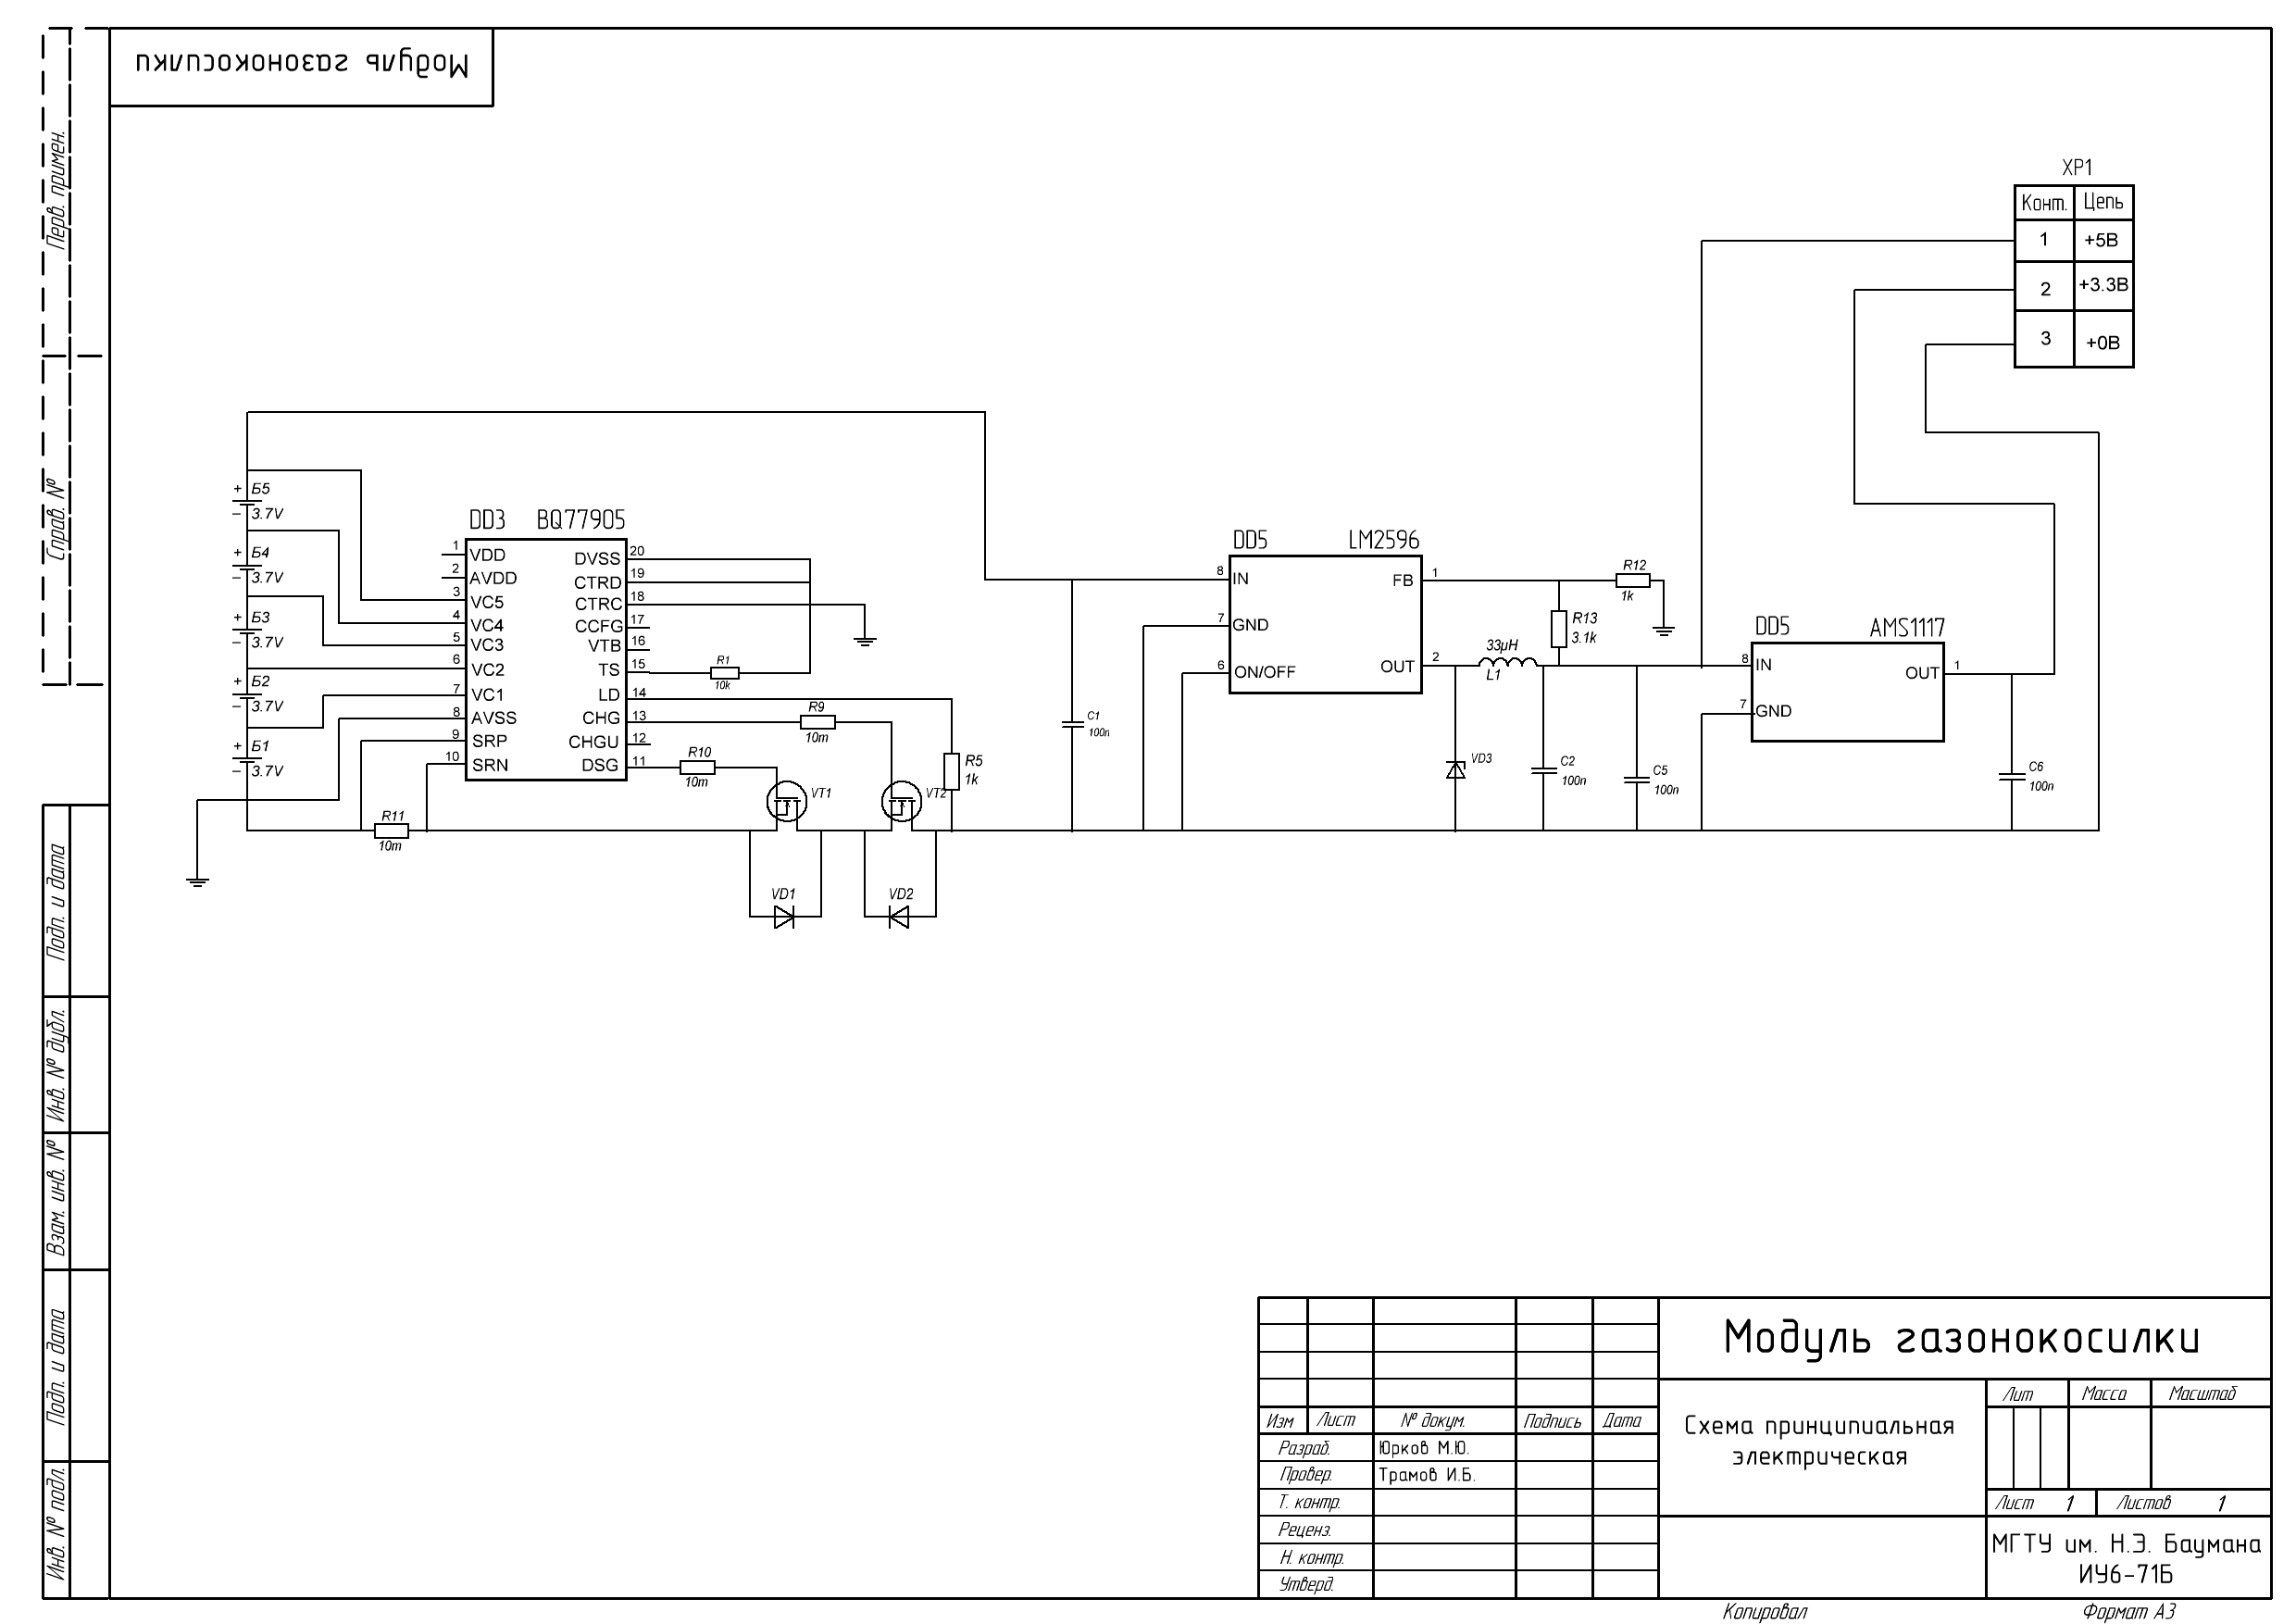 Модуль газонокосилки
Перв. примен.
Справ. №
Подп. и дата
Инв. № дубл.
Взам. инв. №
Подп. и дата
Инв. № подл.
XP1
Конт. Цепь
1 +5В
2 +3.3В
3 +0В
+ Б5
− 3.7V
+ Б4
− 3.7V
+ Б3
− 3.7V
+ Б2
− 3.7V
+ Б1
− 3.7V
DD3 BQ77905
1 VDD
2 AVDD
3 VC5
4 VC4
5 VC3
6 VC2
7 VC1
8 AVSS
9 SRP
10 SRN
DVSS 20
CTRD 19
CTRC 18
CCFG 17
VTB 16
TS 15
LD 14
CHG 13
CHGU 12
DSG 11
R1
10k
R9
10m
R10
10m
R5
1k
R11
10m
VT1
VT2
VD1
VD2
C1
100n
DD5 LM2596
8 IN
7 GND
6 ON/OFF
FB 1
OUT 2
R12
1k
R13
3.1k
33μH
L1
VD3
C2
100n
C5
100n
DD5 AMS1117
8 IN
7 GND
OUT 1
C6
100n
Модуль газонокосилки
Схема принципиальная
электрическая
Лит Масса Масштаб
Лист 1 Листов 1
МГТУ им. Н.Э. Баумана
ИУ6-71Б
Изм Лист № докум. Подпись Дата
Разраб. Юрков М.Ю.
Провер. Трамов И.Б.
Т. контр.
Реценз.
Н. контр.
Утверд.
Копировал Формат А3